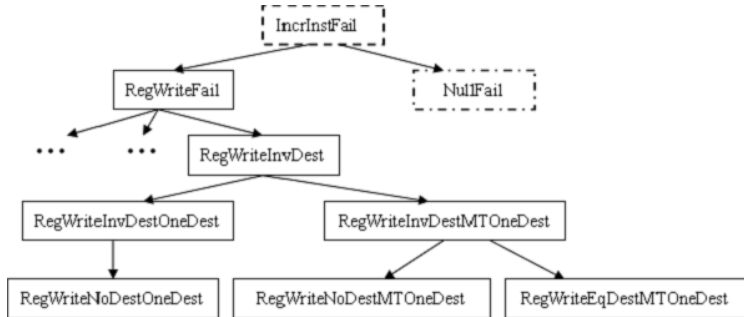 IncrInstFail
RegWriteFail
NullFail
... ...
RegWriteInvDest
RegWriteInvDestOneDest
RegWriteInvDestMTOneDest
RegWriteNoDestOneDest
RegWriteNoDestMTOneDest
RegWriteEqDestMTOneDest